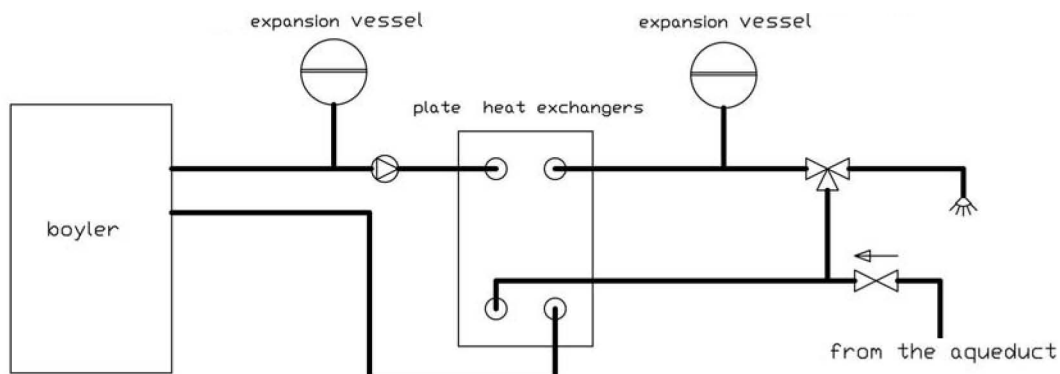 expansion vessel
expansion vessel
plate heat exchangers
boyler
from the aqueduct